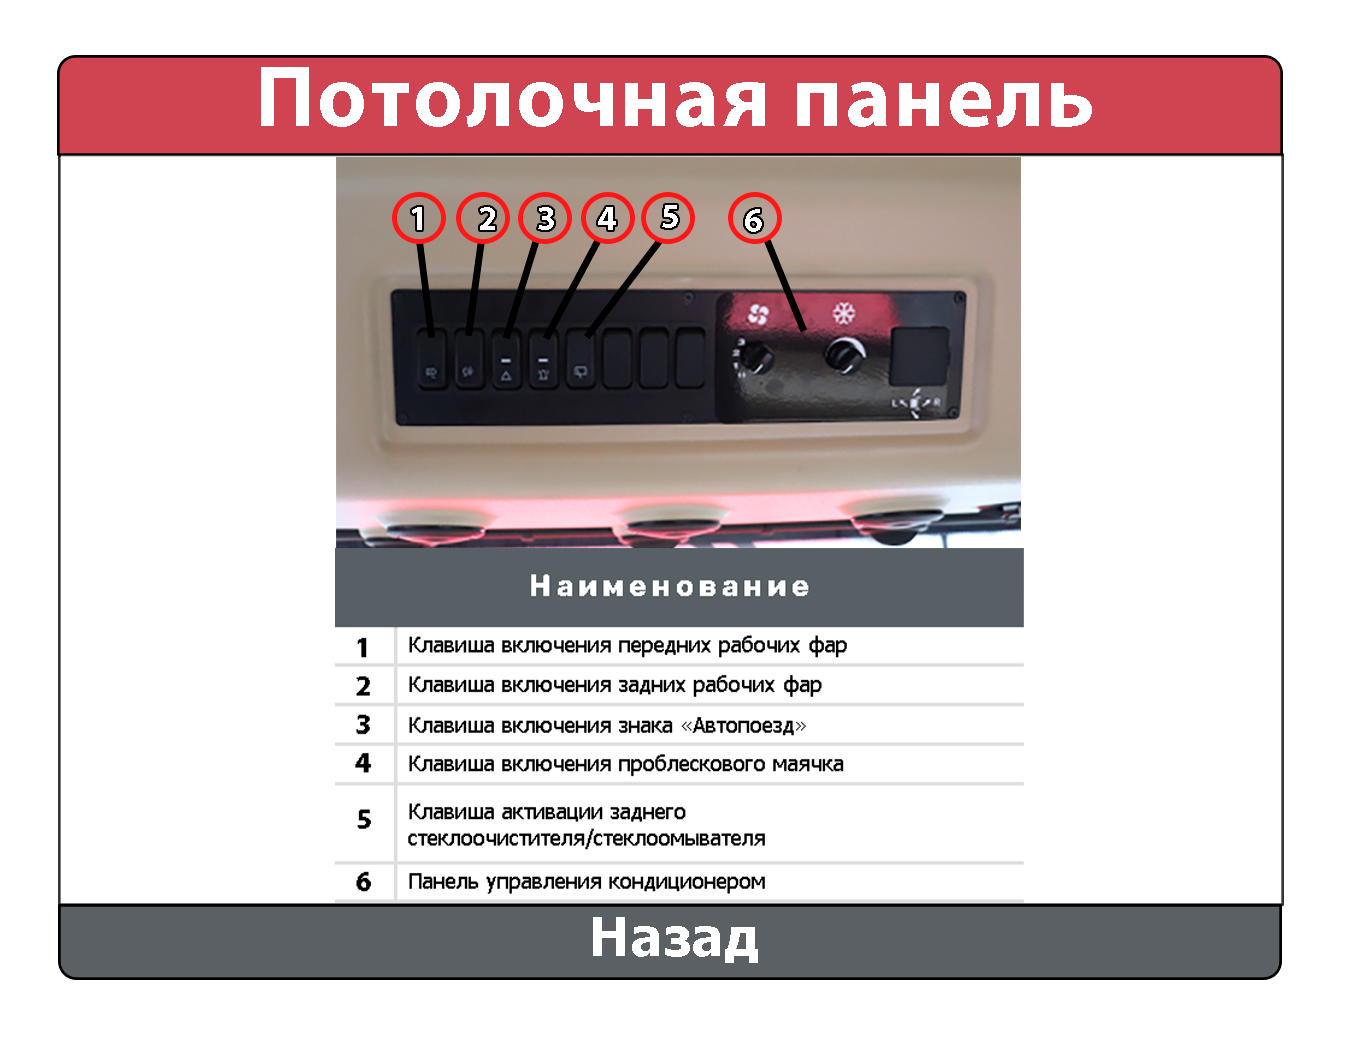 Потолочная панель
1 2 3 4 5 6
L R
Наименование
1 Клавиша включения передних рабочих фар
2 Клавиша включения задних рабочих фар
3 Клавиша включения знака «Автопоезд»
4 Клавиша включения проблескового маячка
5 Клавиша активации заднего
стеклоочистителя/стеклоомывателя
6 Панель управления кондиционером
Назад